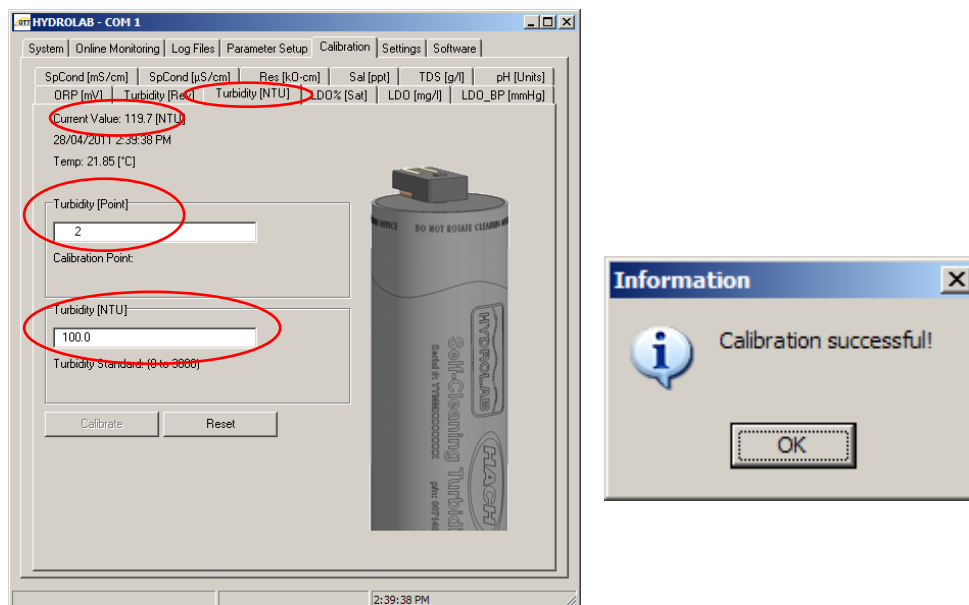 OTT HYDROLAB - COM 1
System Online Monitoring Log Files Parameter Setup Calibration Settings Software
SpCond [mS/cm] SpCond [µS/cm] Res [kO-cm] Sal [ppt] TDS [g/l] pH [Units]
ORP [mV] Turbidity [Rev] Turbidity [NTU] LDO% [Sat] LDO [mg/l] LDO_BP [mmHg]
Current Value: 119.7 [NTU]
28/04/2011 2:39:38 PM
Temp: 21.85 [°C]
Turbidity [Point]
2
Calibration Point:
Turbidity [NTU]
100.0
Turbidity Standard: (0 to 3000)
Calibrate Reset
DEVICE DO NOT ROTATE CLEANING
HYDROLAB
Self-Cleaning
HACH
2:39:38 PM
Information
Calibration successful!
OK